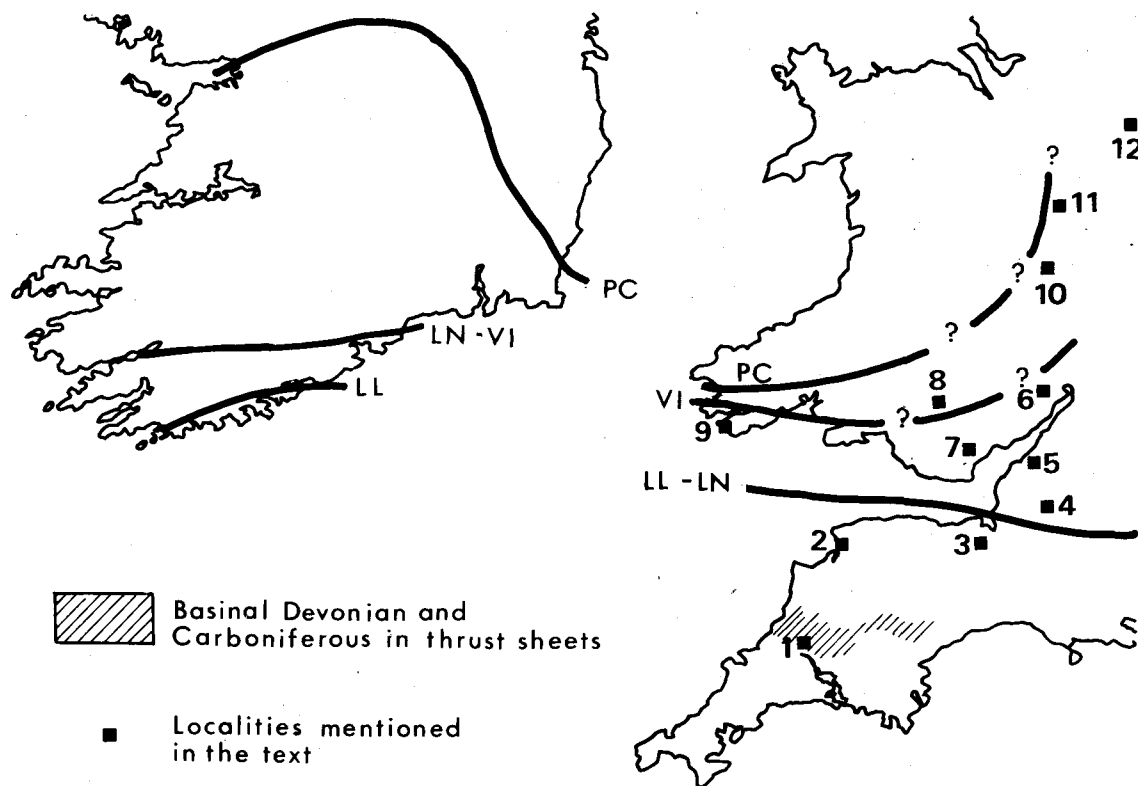 12
?
11
?
10
PC
?
LN-VI
PC
?
8
6
LL
VI
?
9
7
5
LL-LN
4
2
3
Basinal Devonian and
Carboniferous in thrust sheets
1
Localities mentioned
in the text